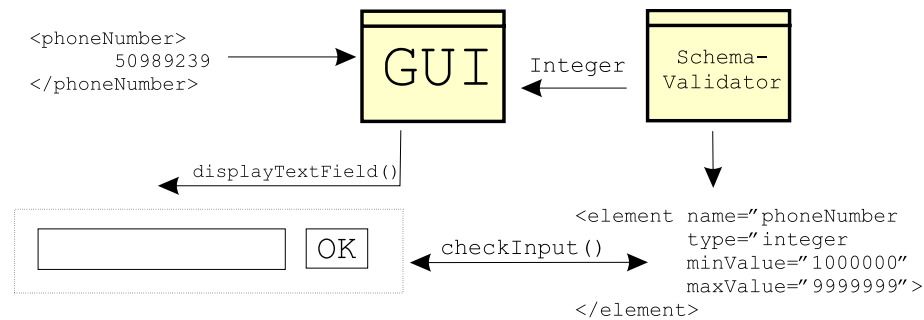 <phoneNumber>
50989239
</phoneNumber>
GUI
Integer
Schema-
Validator
displayTextField()
OK
checkInput()
<element name=”phoneNumber
type=”integer
minValue=”1000000”
maxValue=”9999999”>
</element>